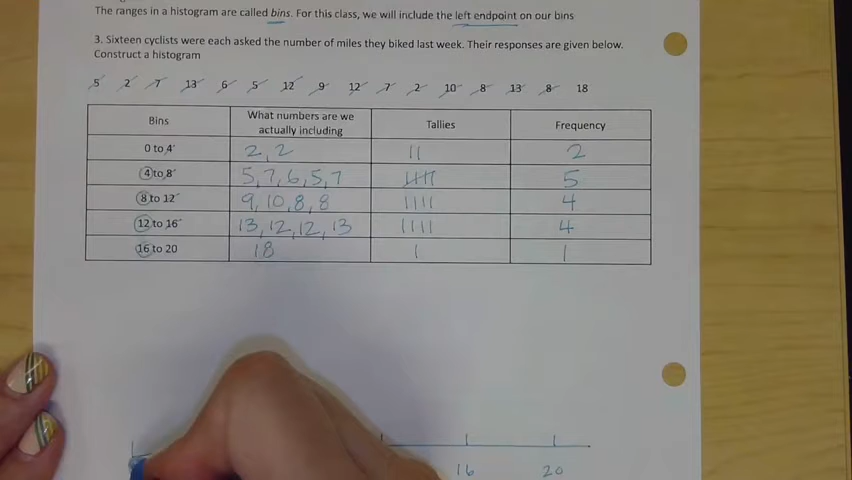 The ranges in a histogram are called bins. For this class, we will include the left endpoint on our bins
3. Sixteen cyclists were each asked the number of miles they biked last week. Their responses are given below.
Construct a histogram
5 2 7 13 6 5 12 9 12 7 2 10 8 13 8 18
Bins What numbers are we actually including Tallies Frequency
0 to 4 2, 2 || 2
4 to 8 5, 7, 6, 5, 7 |||| 5
8 to 12 9, 10, 8, 8 |||| 4
12 to 16 13, 12, 12, 13 |||| 4
16 to 20 18 | 1
16 20